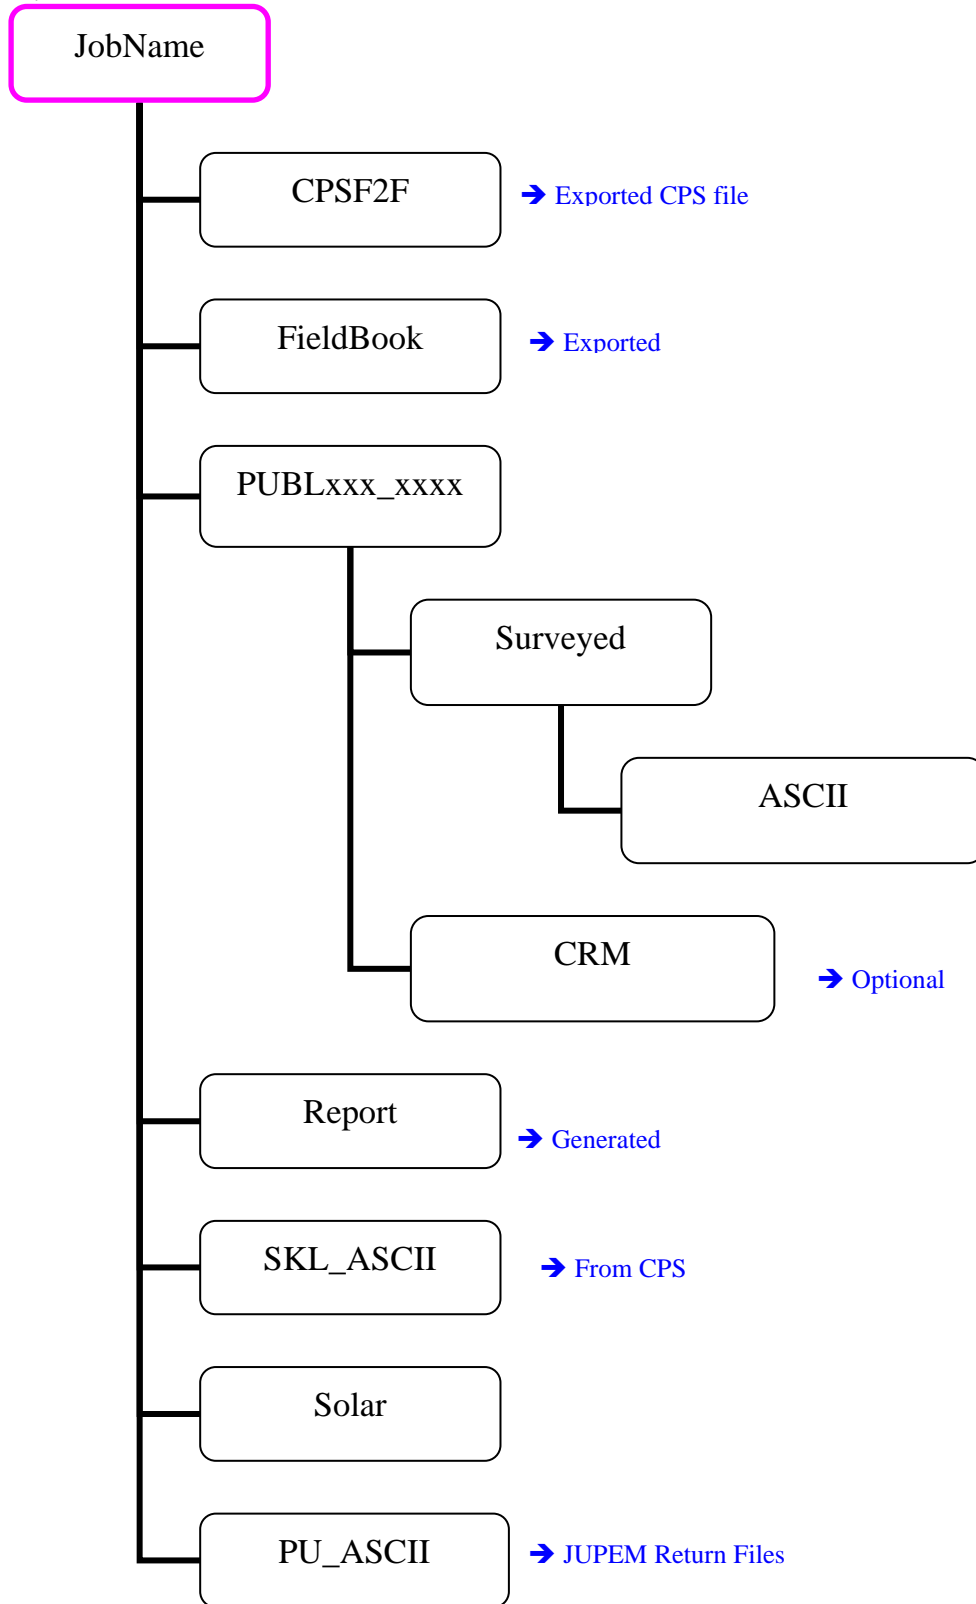 JobName
CPSF2F
➔ Exported CPS file
FieldBook
➔ Exported
PUBLxxx_xxxx
Surveyed
ASCII
CRM
➔ Optional
Report
➔ Generated
SKL_ASCII
➔ From CPS
Solar
PU_ASCII
➔ JUPEM Return Files